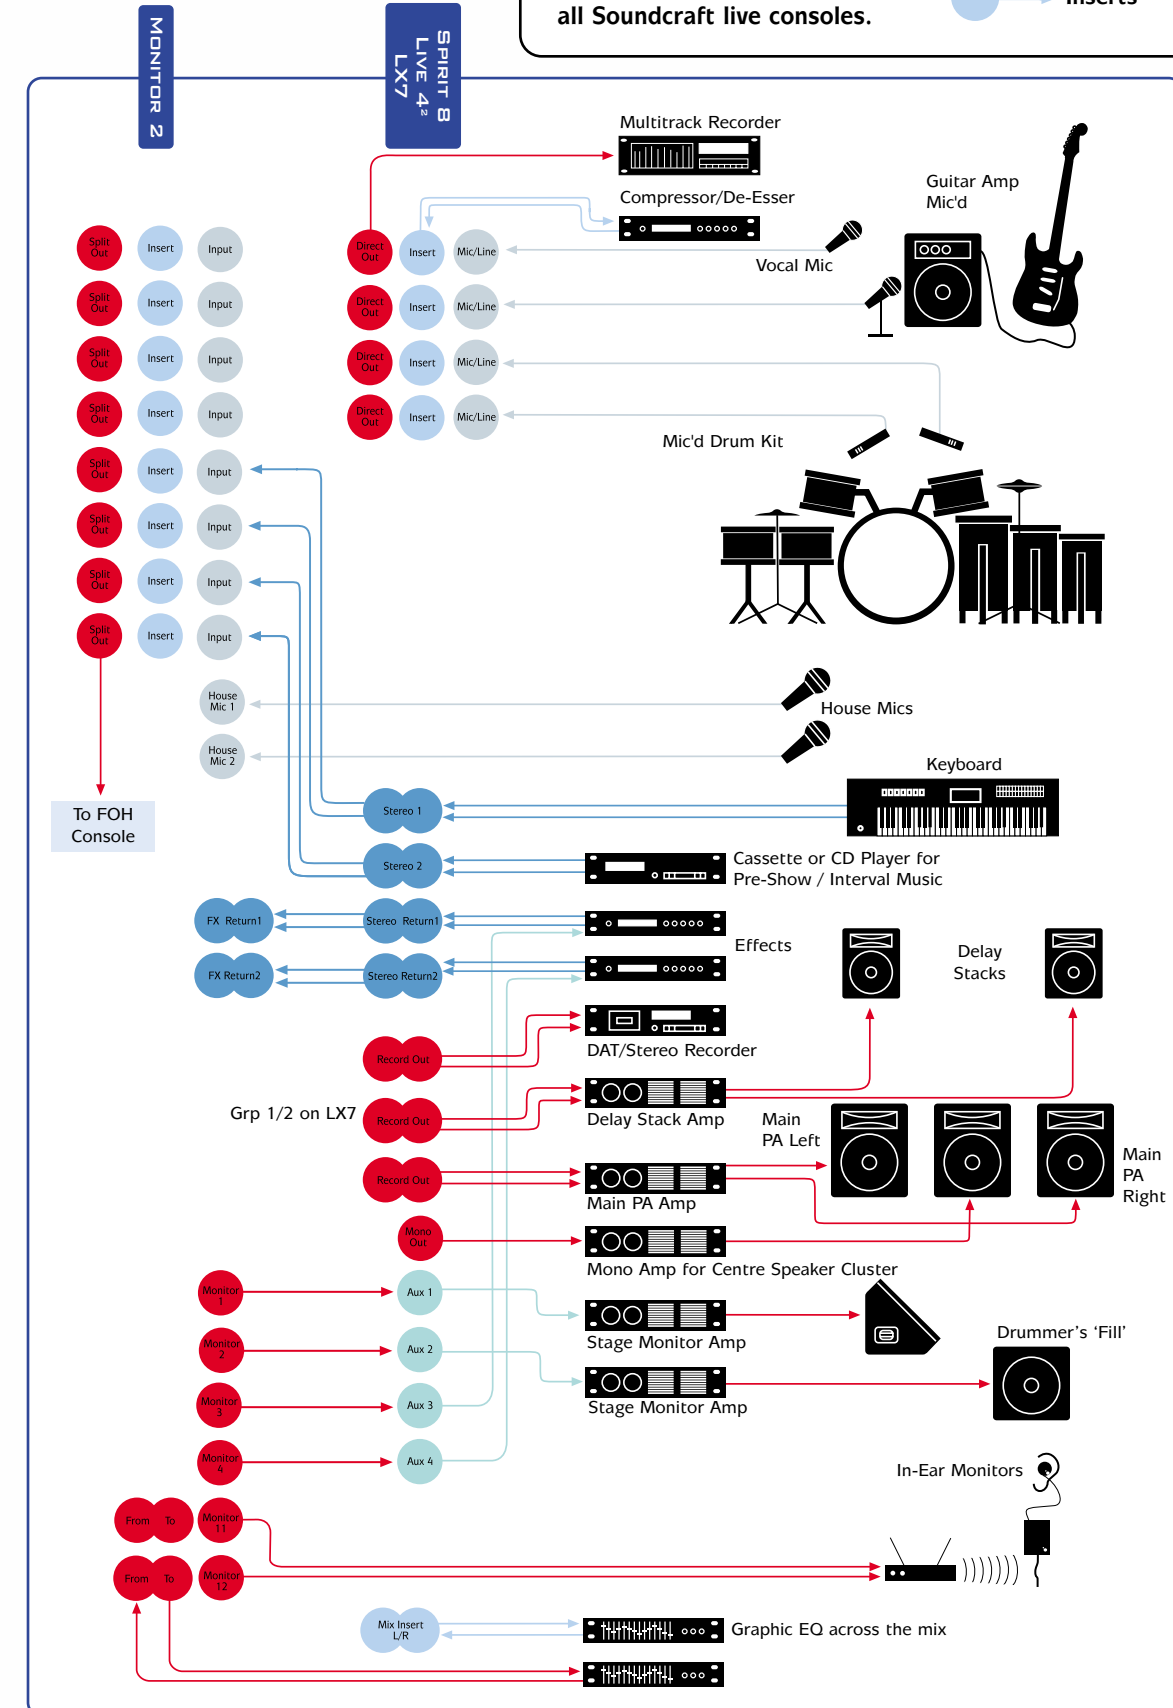 all Soundcraft live consoles.
Inserts
MONITOR 2
SPIRIT 8
LIVE 4²
LX7
Multitrack Recorder
Compressor/De-Esser
Guitar Amp
Mic'd
Vocal Mic
Split
Out
Insert
Input
Direct
Out
Insert
Mic/Line
Split
Out
Insert
Input
Direct
Out
Insert
Mic/Line
Split
Out
Insert
Input
Direct
Out
Insert
Mic/Line
Split
Out
Insert
Input
Direct
Out
Insert
Mic/Line
Mic'd Drum Kit
Split
Out
Insert
Input
Split
Out
Insert
Input
Split
Out
Insert
Input
Split
Out
Insert
Input
House
Mic 1
House Mics
House
Mic 2
Keyboard
To FOH
Console
Stereo 1
Stereo 2
Cassette or CD Player for
Pre-Show / Interval Music
FX Return1
Stereo Return1
Effects
FX Return2
Stereo Return2
Delay
Stacks
Record Out
DAT/Stereo Recorder
Grp 1/2 on LX7
Record Out
Delay Stack Amp
Main
PA Left
Main
PA
Right
Record Out
Main PA Amp
Mono
Out
Mono Amp for Centre Speaker Cluster
Monitor
1
Aux 1
Stage Monitor Amp
Drummer's ‘Fill’
Monitor
2
Aux 2
Stage Monitor Amp
Monitor
3
Aux 3
Monitor
4
Aux 4
In-Ear Monitors
From To
Monitor
11
From To
Monitor
12
Mix Insert
L/R
Graphic EQ across the mix